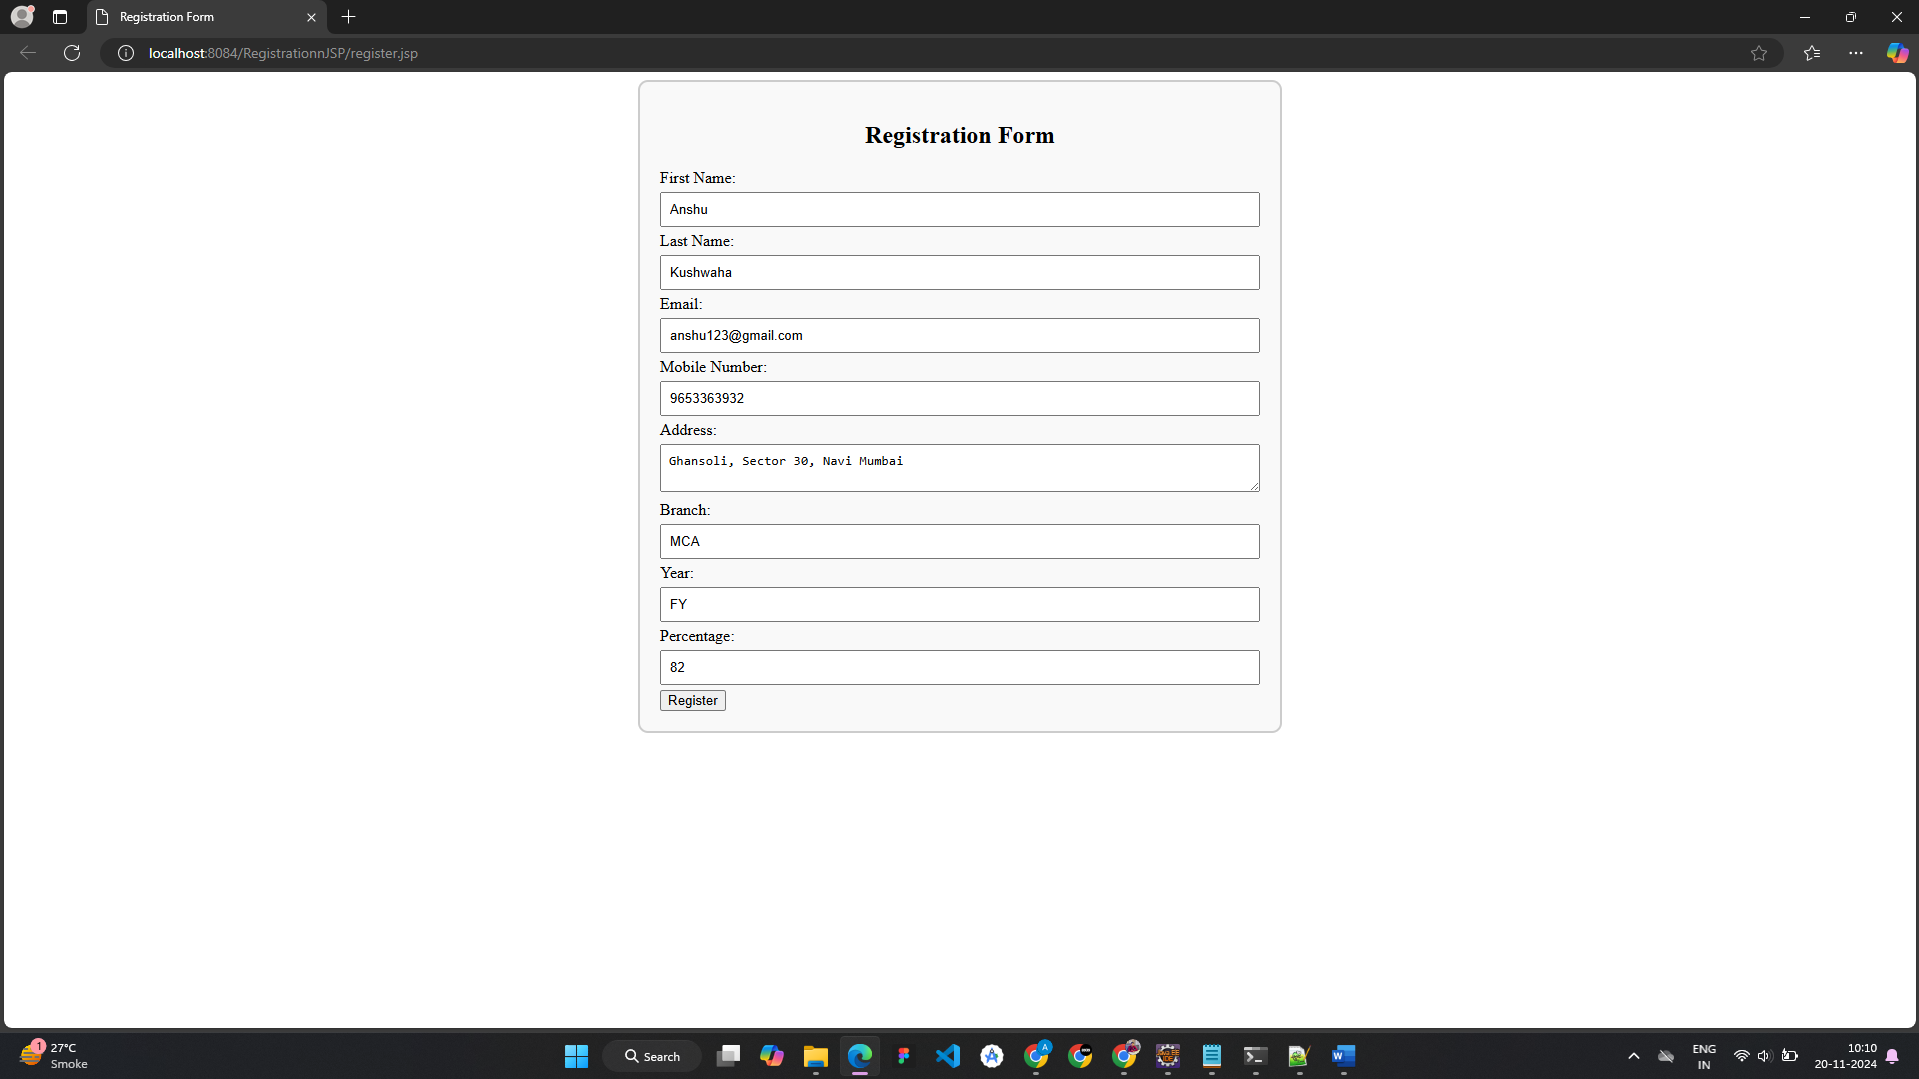 Registration Form
localhost:8084/RegistrationnJSP/register.jsp
Registration Form
First Name:
Anshu
Last Name:
Kushwaha
Email:
anshu123@gmail.com
Mobile Number:
9653363932
Address:
Ghansoli, Sector 30, Navi Mumbai
Branch:
MCA
Year:
FY
Percentage:
82
Register
1
27°C
Smoke
Search
A
W
ENG
IN
10:10
20-11-2024